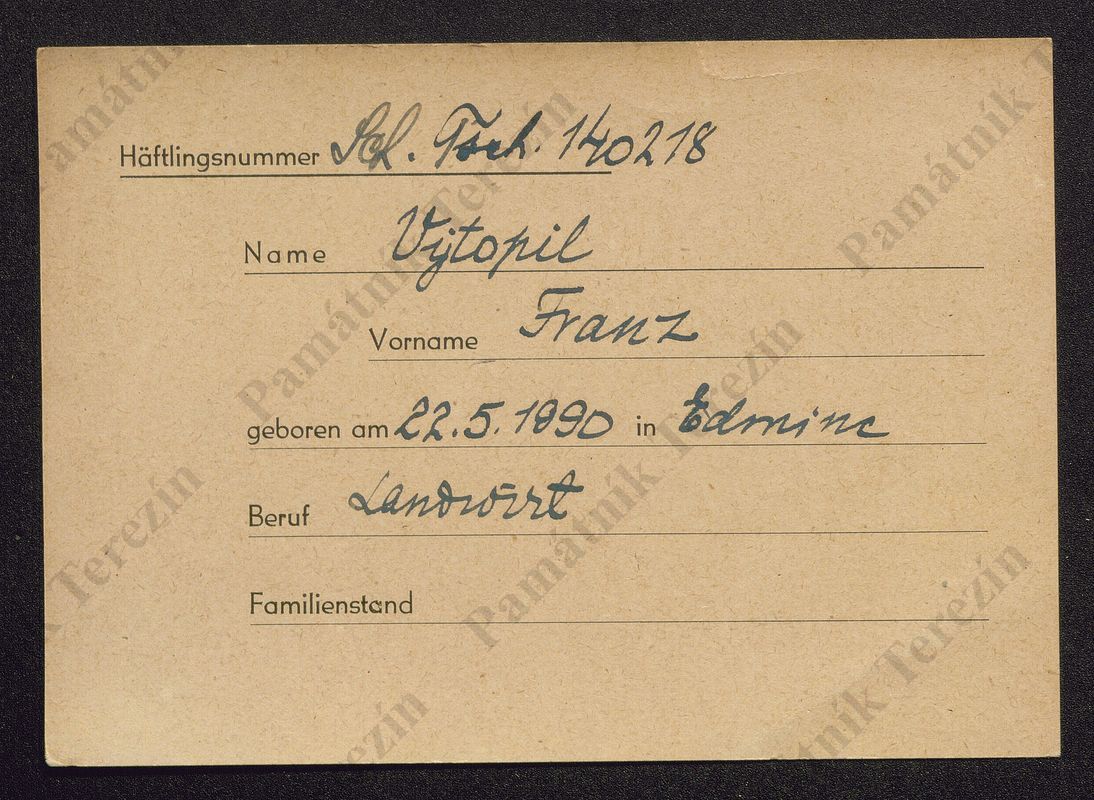 Häftlingsnummer Sch. Tsch. 140218
Name Vytopil
Vorname Franz
geboren am 22.5.1890 in Edminc
Beruf Landwirt
Familienstand
Památník Terezín